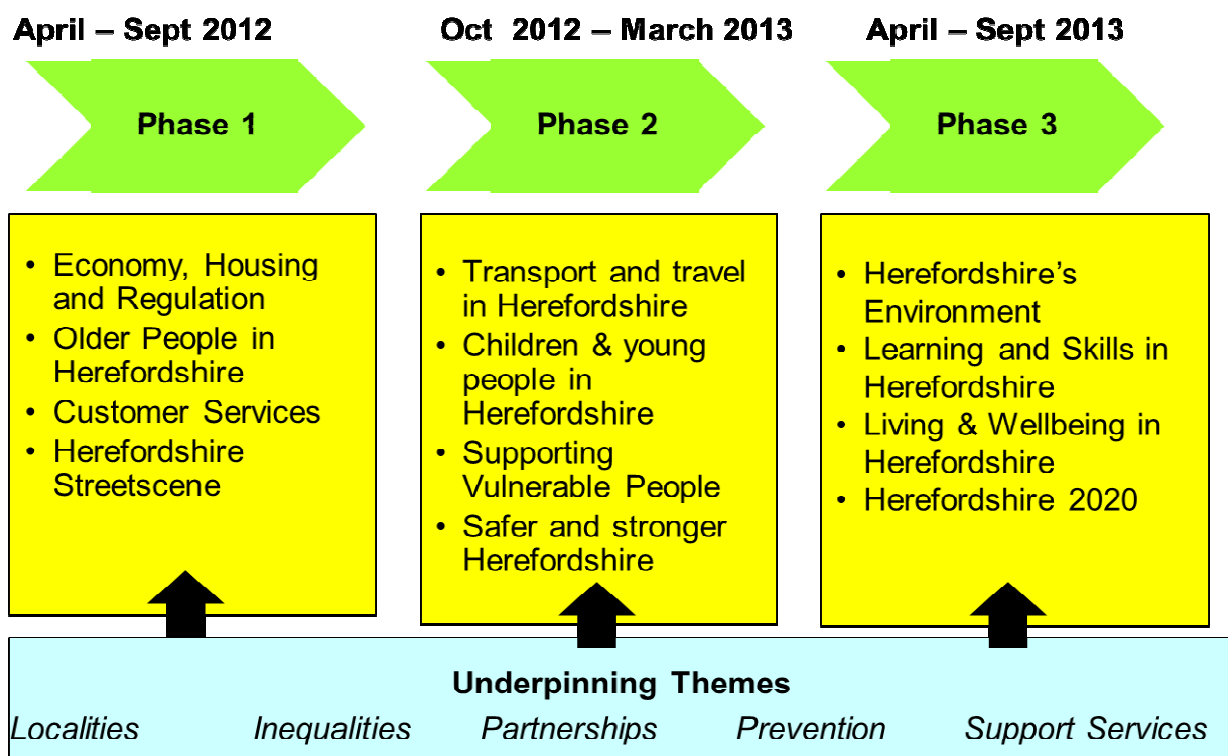 April – Sept 2012
Oct 2012 – March 2013
April – Sept 2013
Phase 1
Phase 2
Phase 3
• Economy, Housing
and Regulation
• Older People in
Herefordshire
• Customer Services
• Herefordshire
Streetscene
• Transport and travel
in Herefordshire
• Children & young
people in
Herefordshire
• Supporting
Vulnerable People
• Safer and stronger
Herefordshire
• Herefordshire's
Environment
• Learning and Skills in
Herefordshire
• Living & Wellbeing in
Herefordshire
• Herefordshire 2020
Underpinning Themes
Localities Inequalities Partnerships Prevention Support Services